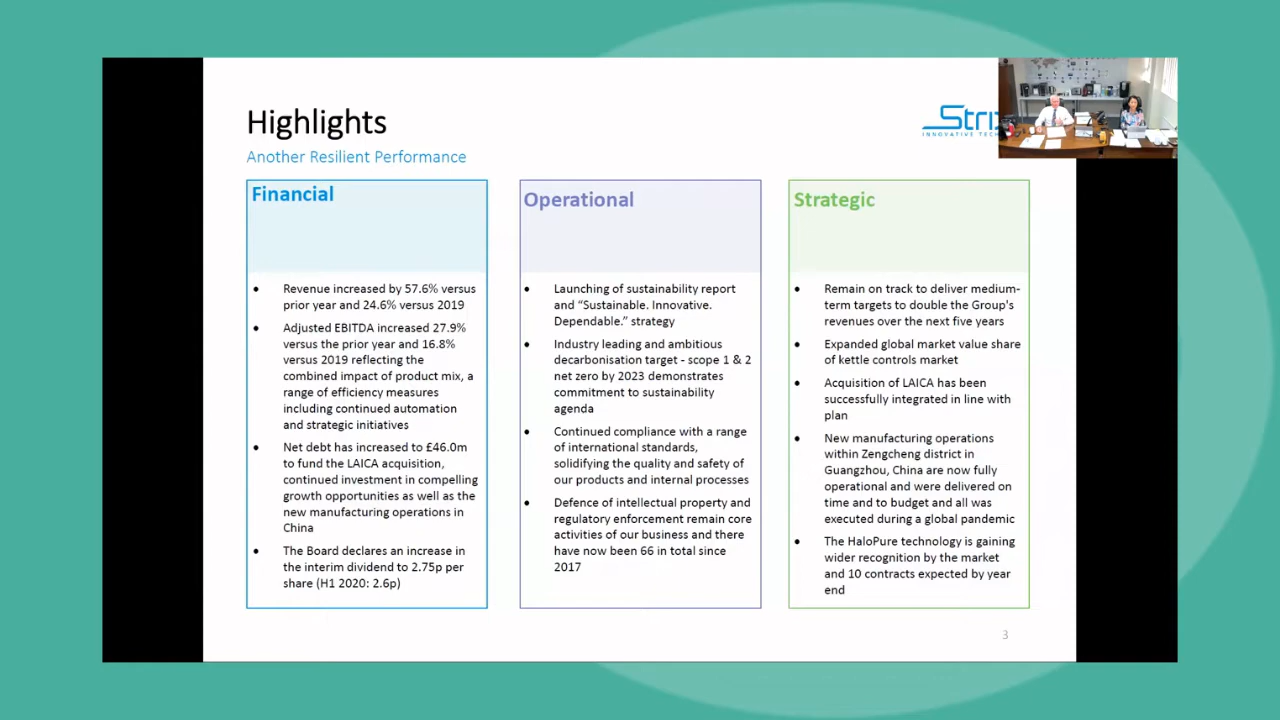 Highlights
Another Resilient Performance
Financial
• Revenue increased by 57.6% versus
prior year and 24.6% versus 2019
• Adjusted EBITDA increased 27.9%
versus the prior year and 16.8%
versus 2019 reflecting the
combined impact of product mix, a
range of efficiency measures
including continued automation
and strategic initiatives
• Net debt has increased to £46.0m
to fund the LAICA acquisition,
continued investment in compelling
growth opportunities as well as the
new manufacturing operations in
China
• The Board declares an increase in
the interim dividend to 2.75p per
share (H1 2020: 2.6p)
Operational
• Launching of sustainability report
and “Sustainable. Innovative.
Dependable.” strategy
• Industry leading and ambitious
decarbonisation target - scope 1 & 2
net zero by 2023 demonstrates
commitment to sustainability
agenda
• Continued compliance with a range
of international standards,
solidifying the quality and safety of
our products and internal processes
• Defence of intellectual property and
regulatory enforcement remain core
activities of our business and there
have now been 66 in total since
2017
Strategic
• Remain on track to deliver medium-
term targets to double the Group's
revenues over the next five years
• Expanded global market value share
of kettle controls market
• Acquisition of LAICA has been
successfully integrated in line with
plan
• New manufacturing operations
within Zengcheng district in
Guangzhou, China are now fully
operational and were delivered on
time and to budget and all was
executed during a global pandemic
• The HaloPure technology is gaining
wider recognition by the market
and 10 contracts expected by year
end
Stri
INNOVATIVE TEC
3